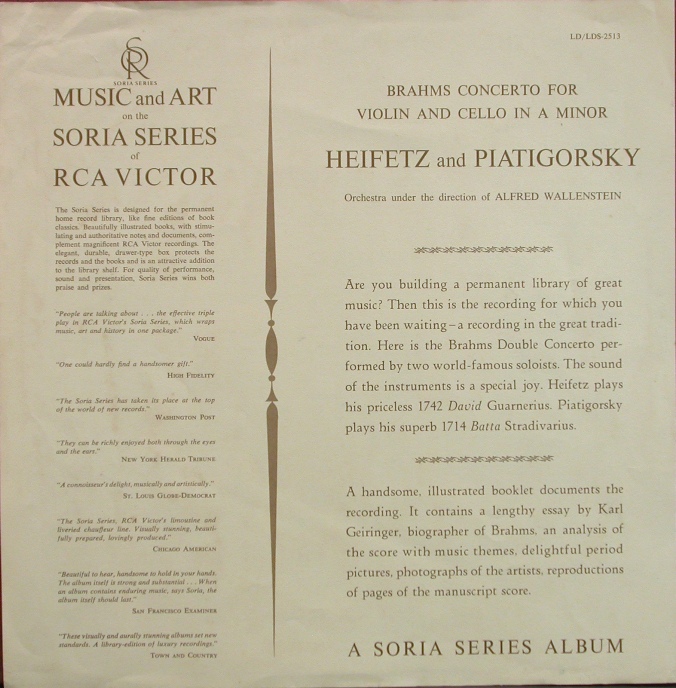 SR
SORIA SERIES
MUSIC and ART
on the
SORIA SERIES
of
RCA VICTOR
The Soria Series is designed for the permanent
home record library, like fine editions of book
classics. Beautifully illustrated books, with stimu-
lating and authoritative notes and documents, com-
plement magnificent RCA Victor recordings. The
elegant, durable, drawer-type box protects the
records and the books and is an attractive addition
to the library shelf. For quality of performance,
sound and presentation, Soria Series wins both
praise and prizes.
"People are talking about . . . the effective triple
play in RCA Victor's Soria Series, which wraps
music, art and history in one package."
VOGUE
"One could hardly find a handsomer gift."
HIGH FIDELITY
"The Soria Series has taken its place at the top
of the world of new records."
WASHINGTON POST
"They can be richly enjoyed both through the eyes
and the ears."
NEW YORK HERALD TRIBUNE
"A connoisseur's delight, musically and artistically."
ST. LOUIS GLOBE-DEMOCRAT
"The Soria Series, RCA Victor's limousine and
liveried chauffeur line. Visually stunning, beauti-
fully prepared, lovingly produced."
CHICAGO AMERICAN
"Beautiful to hear, handsome to hold in your hands.
The album itself is strong and substantial . . . When
an album contains enduring music, says Soria, the
album itself should last."
SAN FRANCISCO EXAMINER
"These visually and aurally stunning albums set new
standards. A library-edition of luxury recordings."
TOWN AND COUNTRY
LD/LDS-2513
BRAHMS CONCERTO FOR
VIOLIN AND CELLO IN A MINOR
HEIFETZ and PIATIGORSKY
Orchestra under the direction of ALFRED WALLENSTEIN
Are you building a permanent library of great
music? Then this is the recording for which you
have been waiting–a recording in the great tradi-
tion. Here is the Brahms Double Concerto per-
formed by two world-famous soloists. The sound
of the instruments is a special joy. Heifetz plays
his priceless 1742 David Guarnerius. Piatigorsky
plays his superb 1714 Batta Stradivarius.
A handsome, illustrated booklet documents the
recording. It contains a lengthy essay by Karl
Geiringer, biographer of Brahms, an analysis of
the score with music themes, delightful period
pictures, photographs of the artists, reproductions
of pages of the manuscript score.
A SORIA SERIES ALBUM